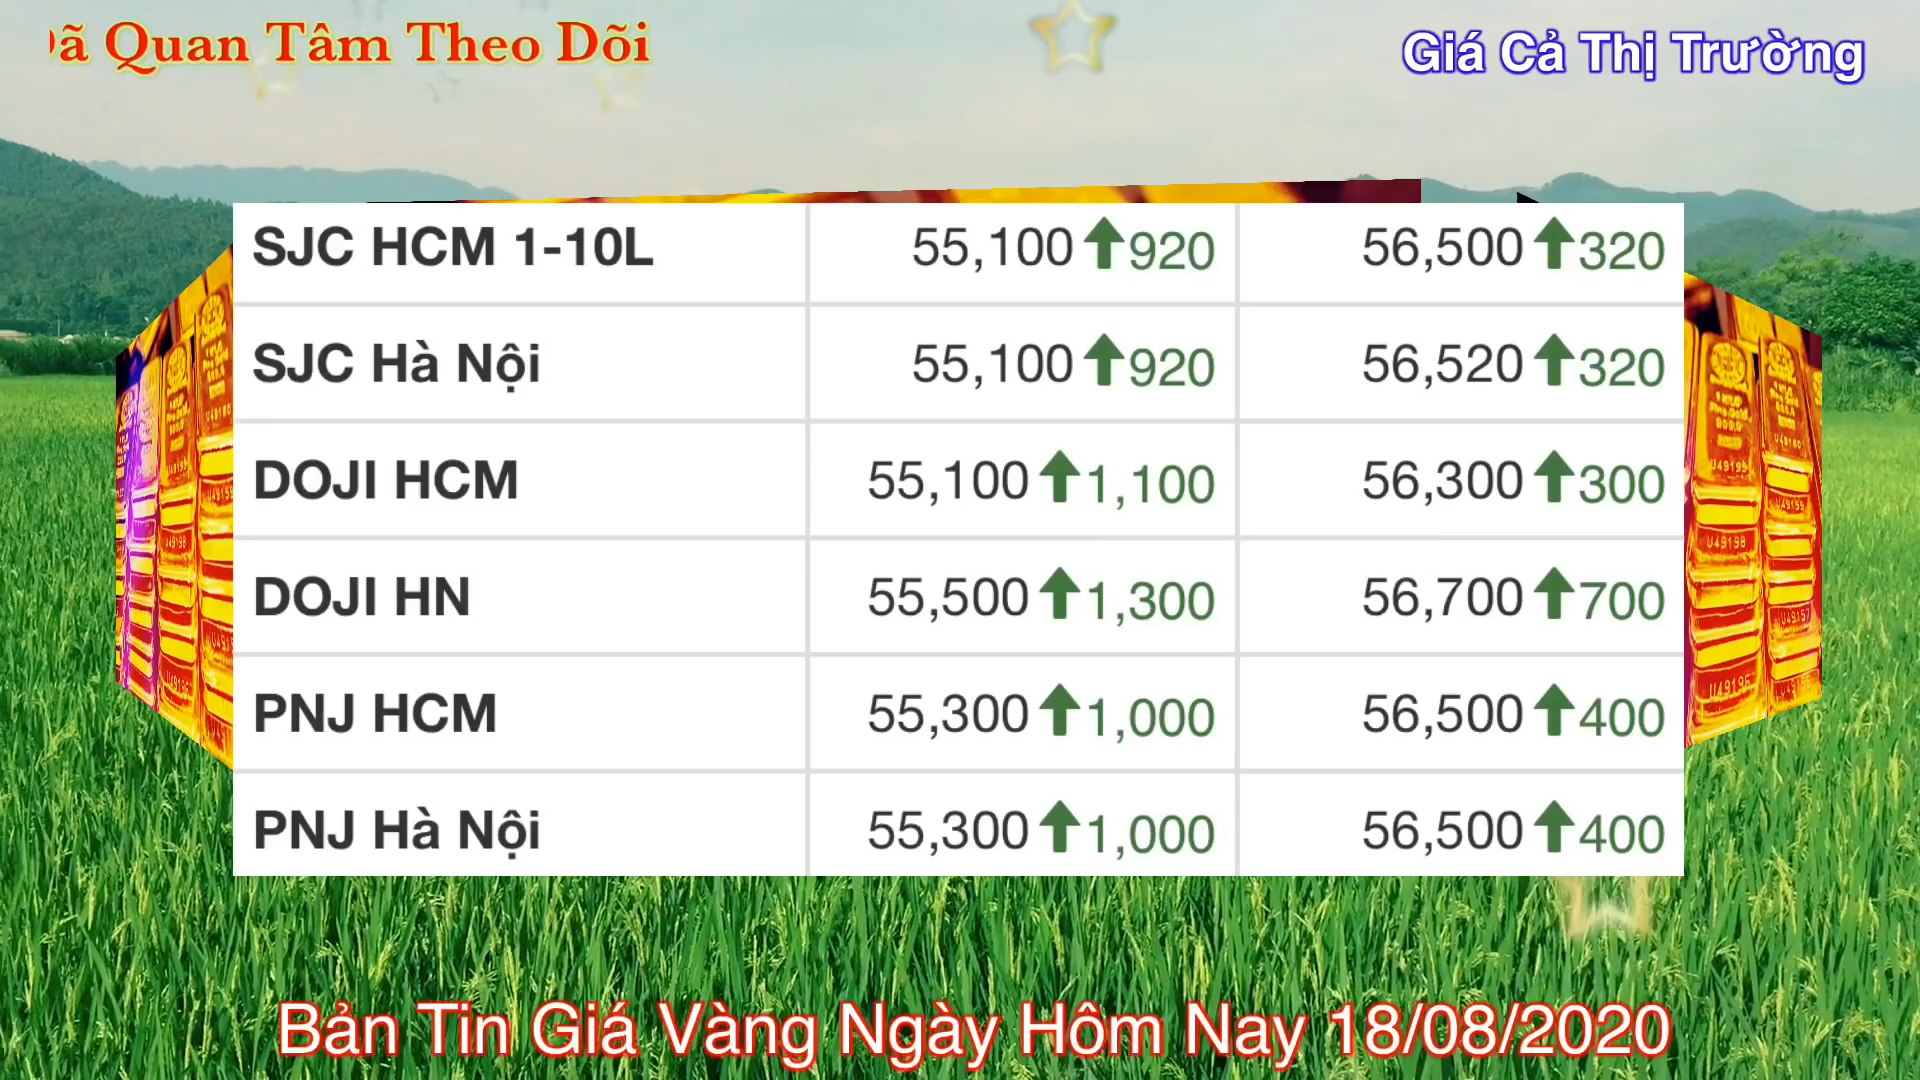 Quan Tâm Theo Dõi
Giá Cả Thị Trường
SJC HCM 1-10L 55,100 920 56,500 320
SJC Hà Nội 55,100 920 56,520 320
DOJI HCM 55,100 1,100 56,300 300
DOJI HN 55,500 1,300 56,700 700
PNJ HCM 55,300 1,000 56,500 400
PNJ Hà Nội 55,300 1,000 56,500 400
Bản Tin Giá Vàng Ngày Hôm Nay 18/08/2020